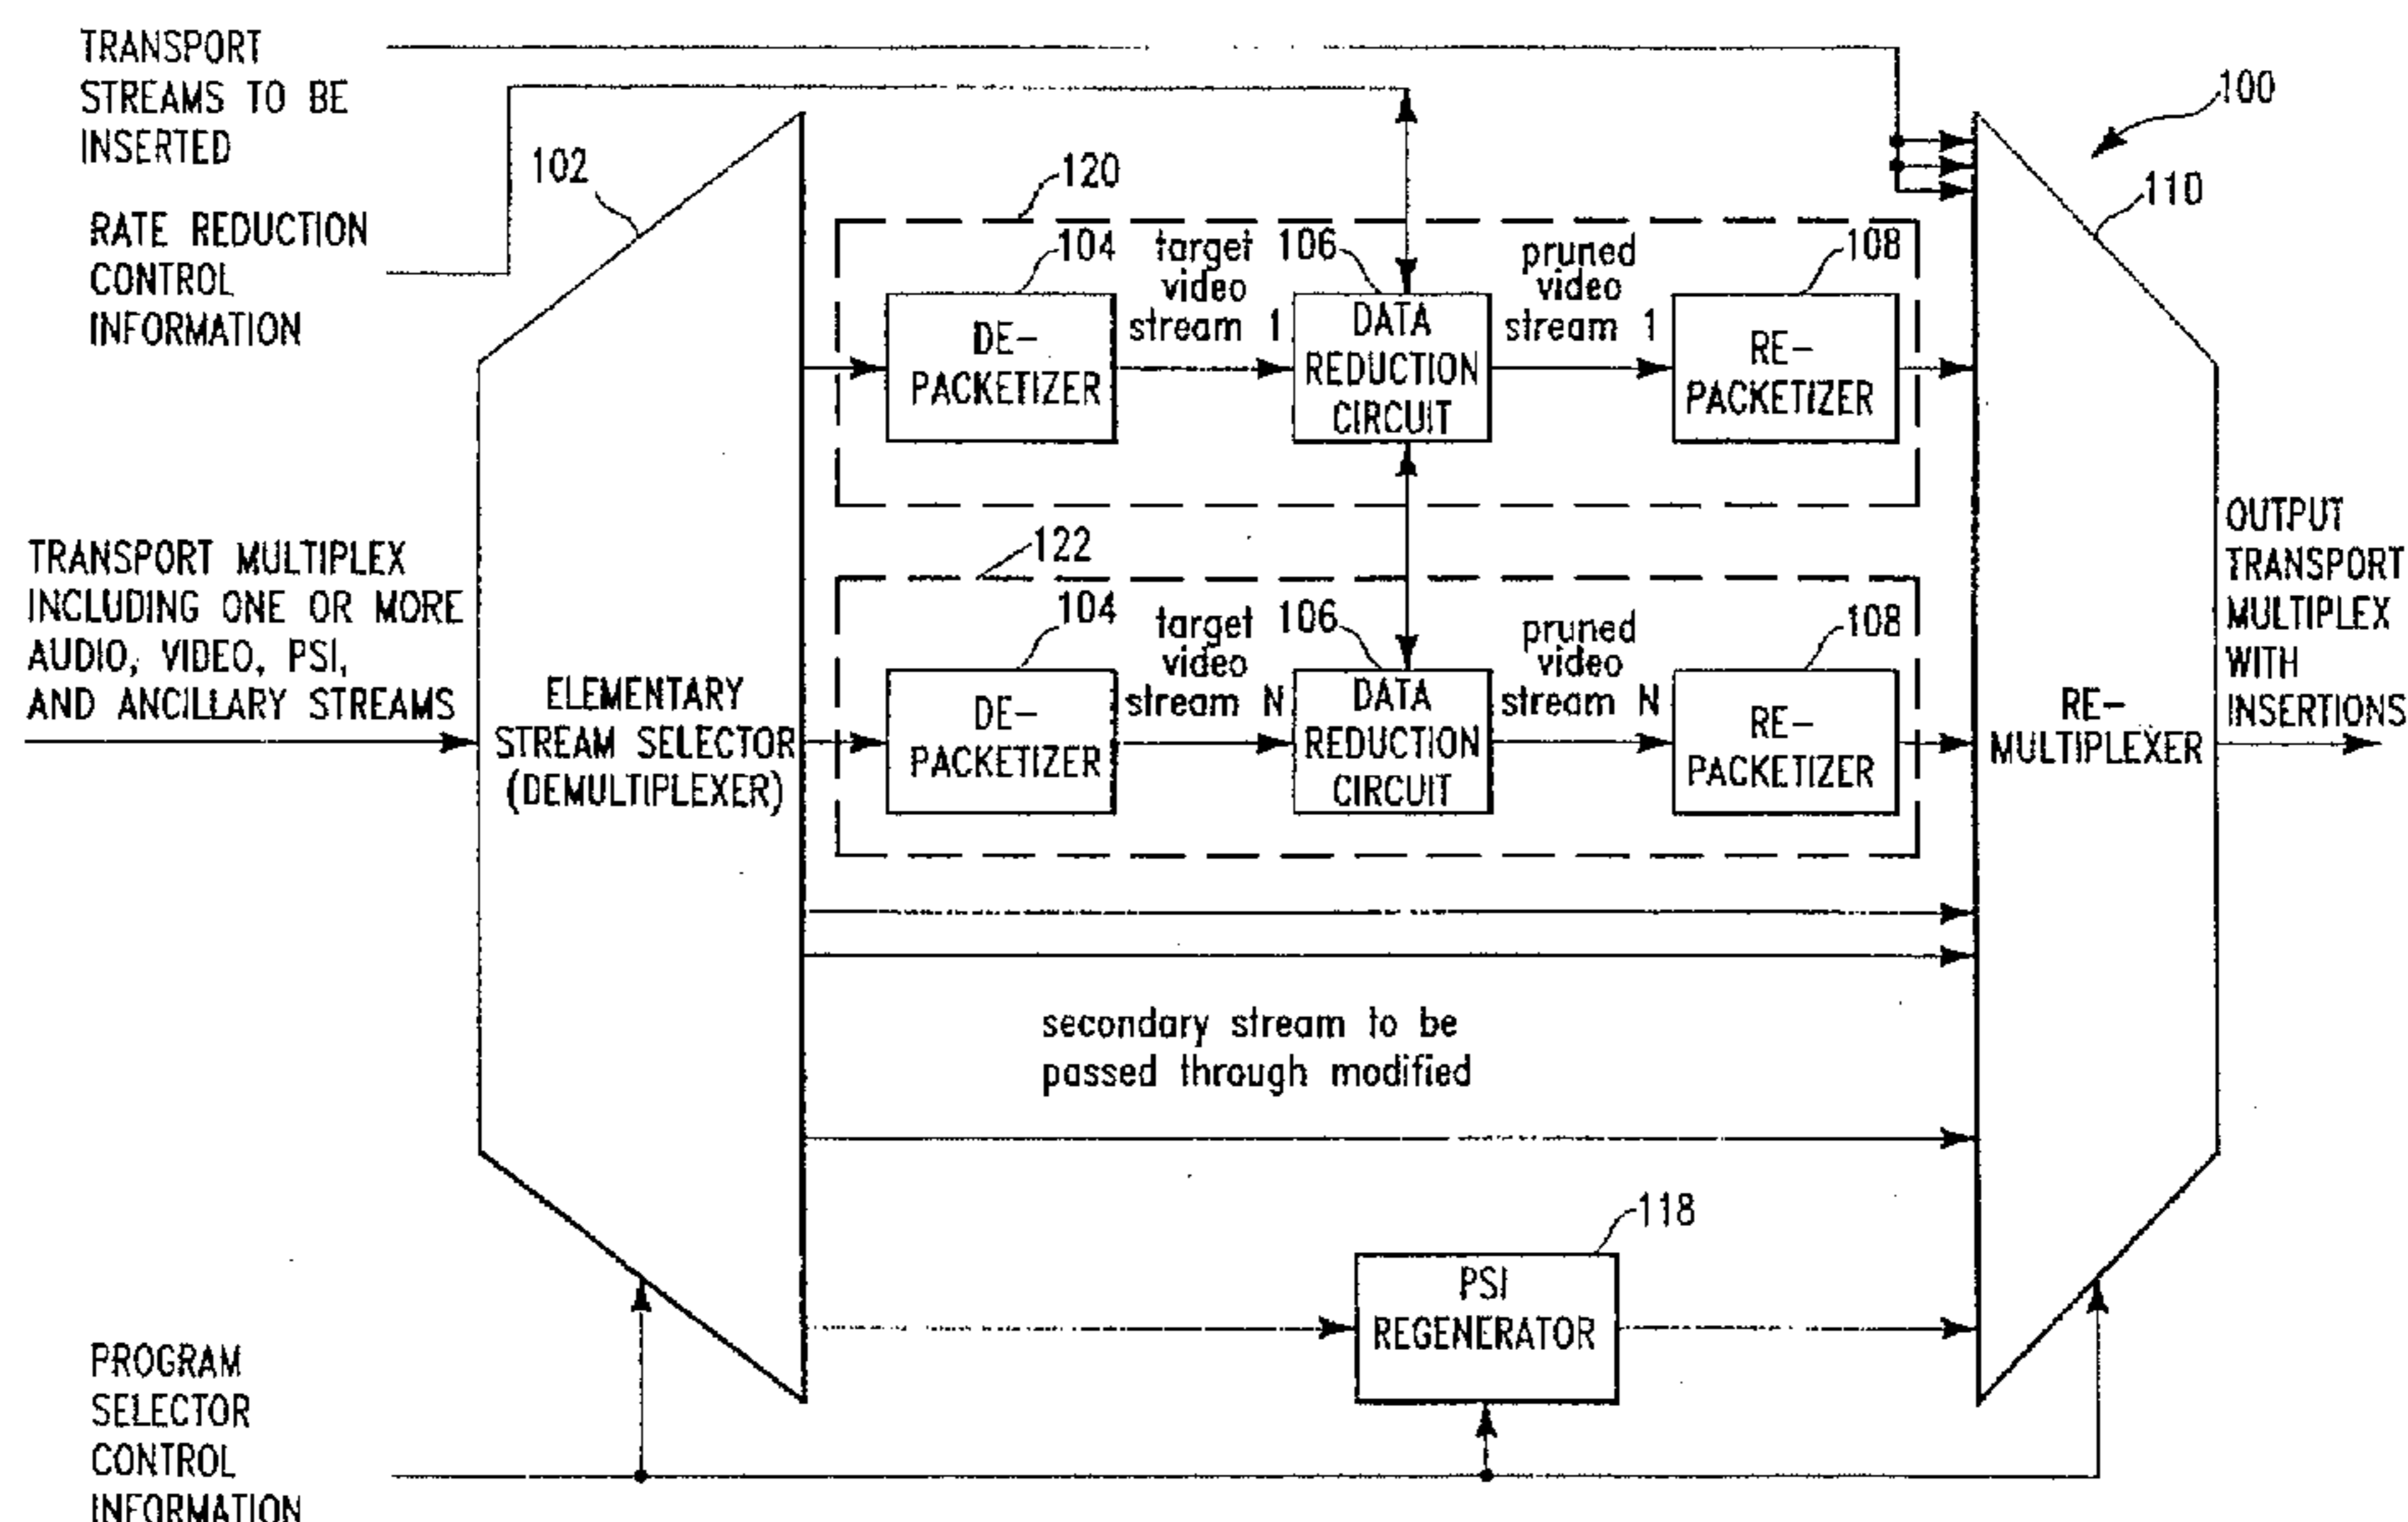 TRANSPORT
STREAMS TO BE
INSERTED
100
102
120
110
RATE REDUCTION
CONTROL
INFORMATION
104
target
video
stream 1
106
pruned
video
stream 1
108
DE-
PACKETIZER
DATA
REDUCTION
CIRCUIT
RE-
PACKETIZER
122
TRANSPORT MULTIPLEX
INCLUDING ONE OR MORE
AUDIO, VIDEO, PSI,
AND ANCILLARY STREAMS
104
target
video
stream N
106
pruned
video
stream N
108
ELEMENTARY
STREAM SELECTOR
(DEMULTIPLEXER)
DE-
PACKETIZER
DATA
REDUCTION
CIRCUIT
RE-
PACKETIZER
RE-
MULTIPLEXER
OUTPUT
TRANSPORT
MULTIPLEX
WITH
INSERTIONS
secondary stream to be
passed through modified
118
PSI
REGENERATOR
PROGRAM
SELECTOR
CONTROL
INFORMATION